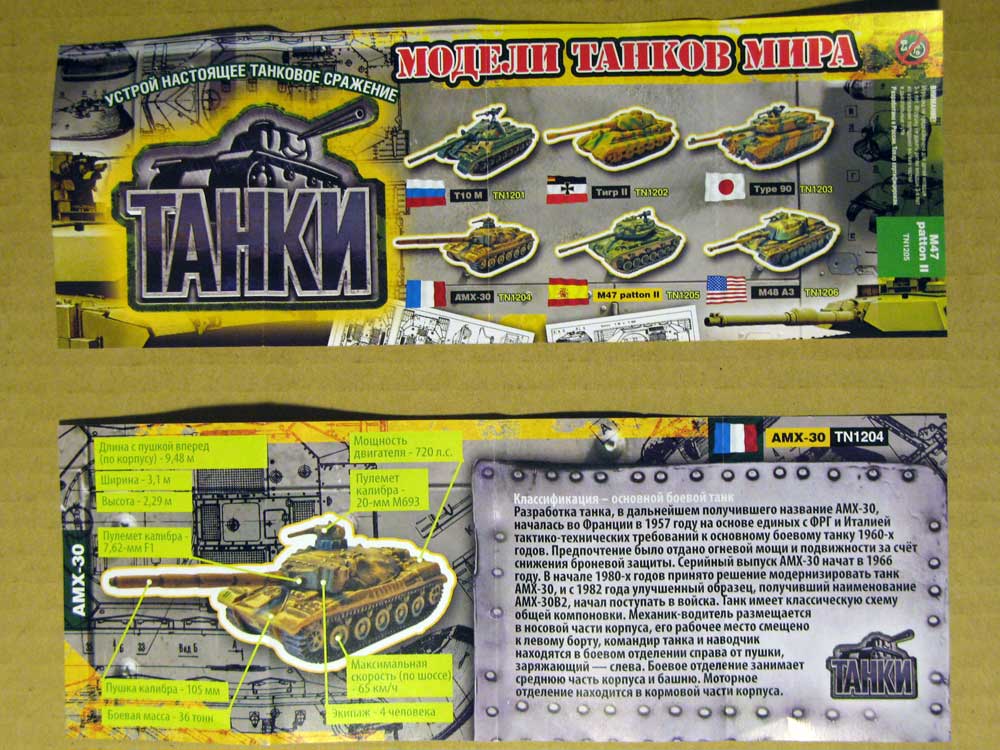 УСТРОЙ НАСТОЯЩЕЕ ТАНКОВОЕ СРАЖЕНИЕ
ТАНКИ
МОДЕЛИ ТАНКОВ МИРА
Т10 М TN1201
Тигр II TN1202
Type 90 TN1203
AMX-30 TN1204
M47 patton II TN1205
M48 A3 TN1206
M47
patton II
TN1205
AMX-30
Длина с пушкой вперед
(по корпусу) - 9,48 м
Ширина - 3,1 м
Высота - 2,29 м
Пулемет калибра -
7,62-мм F1
Мощность
двигателя - 720 л.с.
Пулемет
калибра -
20-мм M693
Пушка калибра - 105 мм
Боевая масса - 36 тонн
Максимальная
скорость (по шоссе)
- 65 км/ч
Экипаж - 4 человека
AMX-30 TN1204
Классификация – основной боевой танк
Разработка танка, в дальнейшем получившего название АМХ-30,
началась во Франции в 1957 году на основе единых с ФРГ и Италией
тактико-технических требований к основному боевому танку 1960-х
годов. Предпочтение было отдано огневой мощи и подвижности за счёт
снижения броневой защиты. Серийный выпуск АМХ-30 начат в 1966
году. В начале 1980-х годов принято решение модернизировать танк
АМХ-30, и с 1982 года улучшенный образец, получивший наименование
АМХ-30В2, начал поступать в войска. Танк имеет классическую схему
общей компоновки. Механик-водитель размещается
в носовой части корпуса, его рабочее место смещено
к левому борту, командир танка и наводчик
находятся в боевом отделении справа от пушки,
заряжающий — слева. Боевое отделение занимает
среднюю часть корпуса и башню. Моторное
отделение находится в кормовой части корпуса.
ТАНКИ